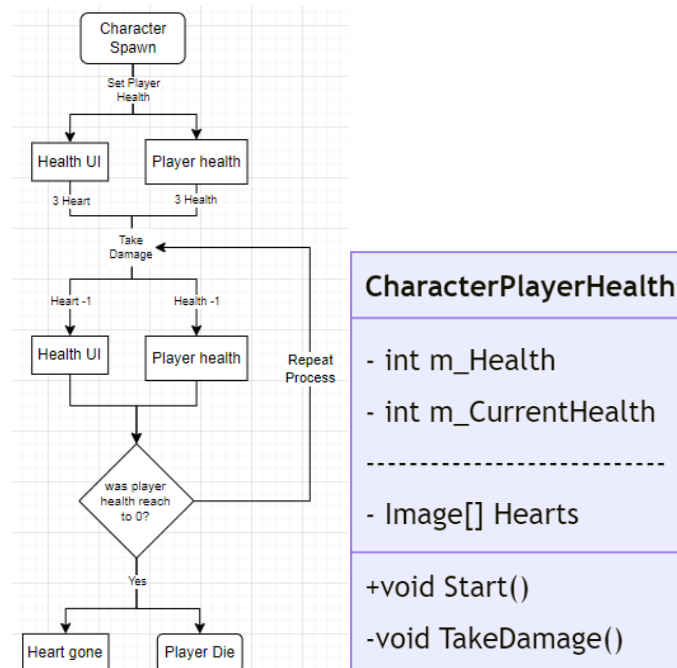 Character
Spawn
Set Player
Health
Health UI
Player health
3 Heart
3 Health
Take
Damage
Heart -1
Health -1
Health UI
Player health
Repeat
Process
was player
health reach
to 0?
Yes
Heart gone
Player Die
CharacterPlayerHealth
- int m_Health
- int m_CurrentHealth
----------------------------
- Image[] Hearts
+void Start()
-void TakeDamage()